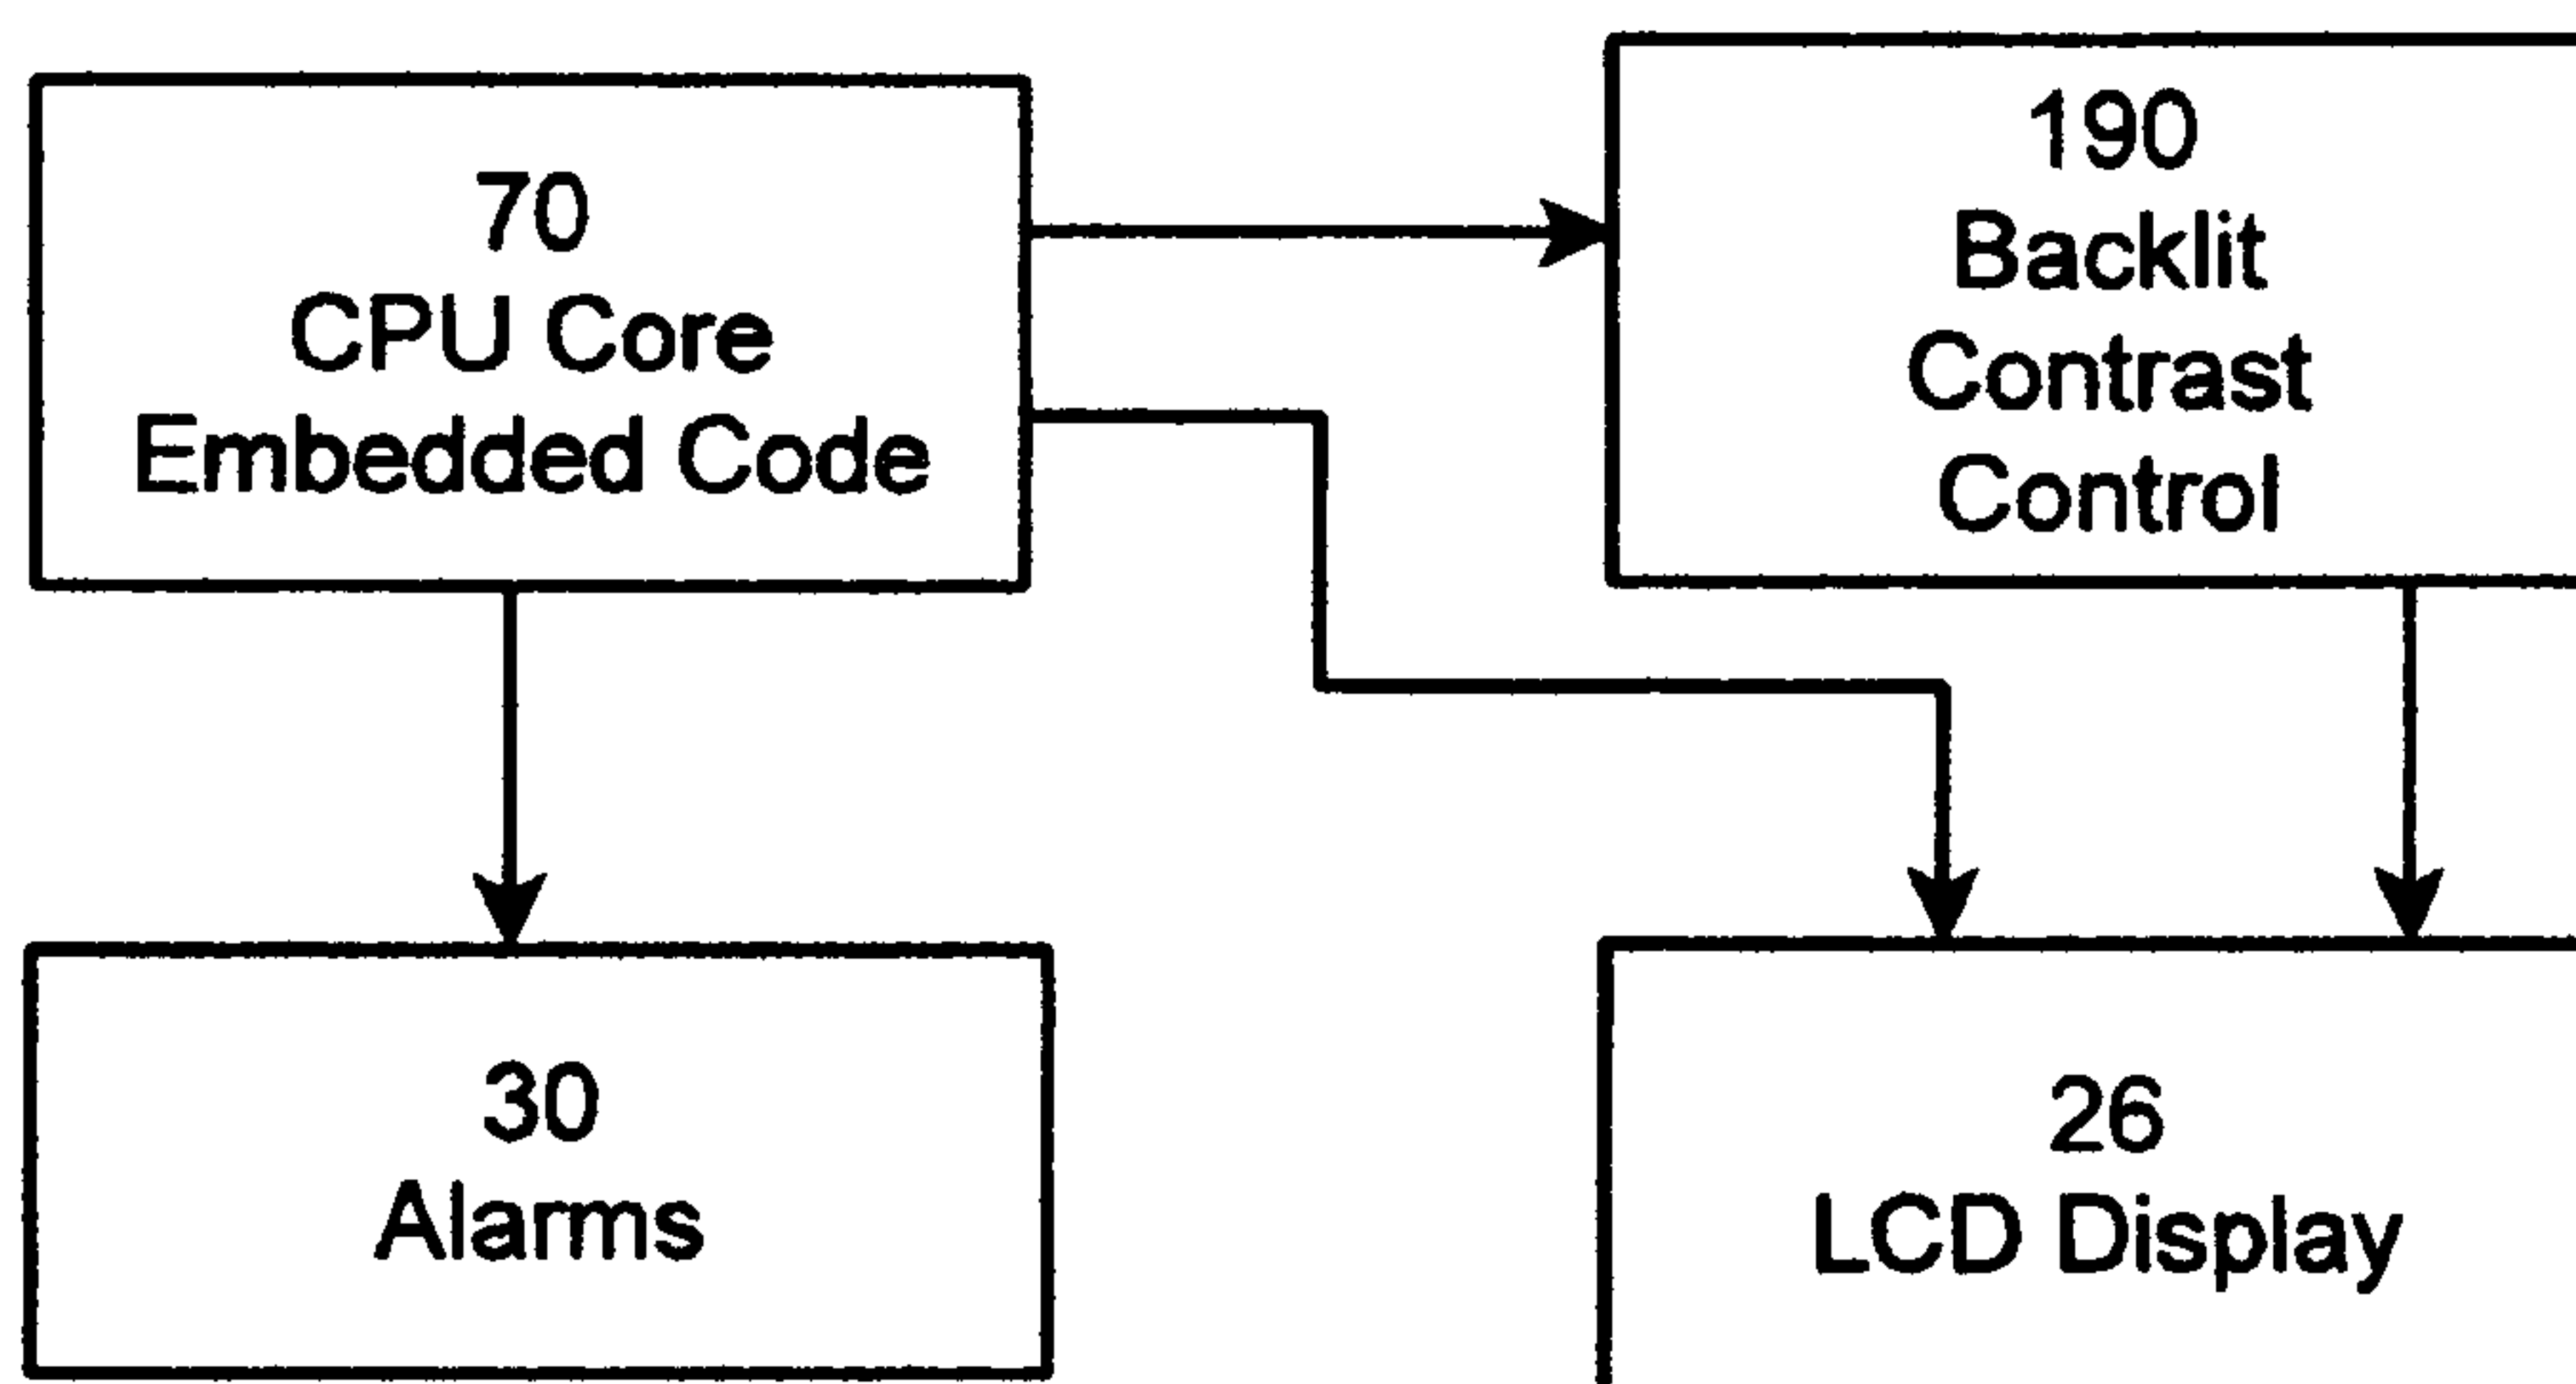 70
CPU Core
Embedded Code
190
Backlit
Contrast
Control
30
Alarms
26
LCD Display